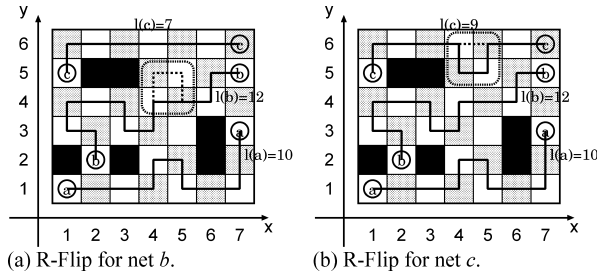 y
l(c)=7
6 c
5 c b
4 l(b)=12
3 a
2 b l(a)=10
1 a
1 2 3 4 5 6 7 x
(a) R-Flip for net b.
y
l(c)=9
6 c
5 c b
4 l(b)=12
3 a
2 b l(a)=10
1 a
1 2 3 4 5 6 7 x
(b) R-Flip for net c.